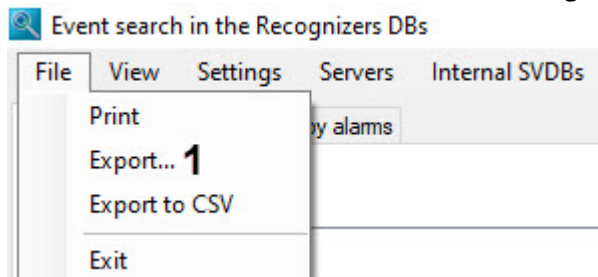 Event search in the Recognizers DBs
File View Settings Servers Internal SVDBs
Print
by alarms
Export... 1
Export to CSV
Exit